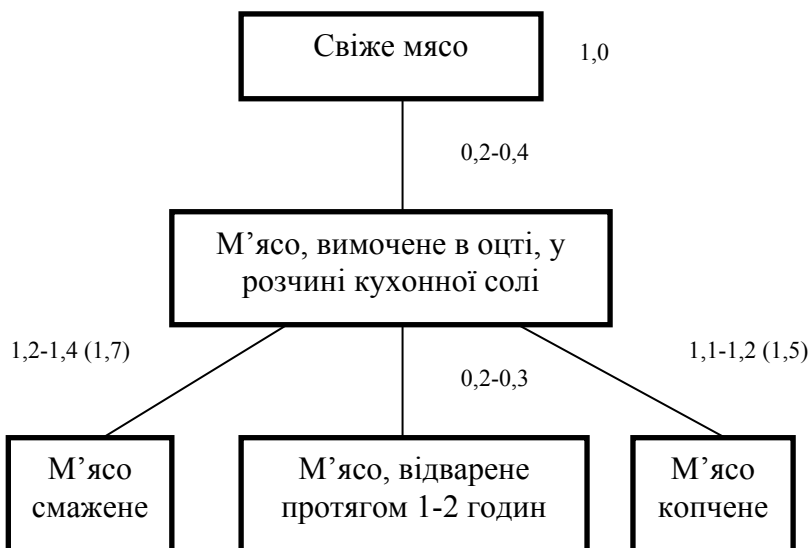 Свіже мясо
1,0
0,2-0,4
М’ясо, вимочене в оцті, у
розчині кухонної солі
1,2-1,4 (1,7)
0,2-0,3
1,1-1,2 (1,5)
М’ясо
смажене
М’ясо, відварене
протягом 1-2 годин
М’ясо
копчене